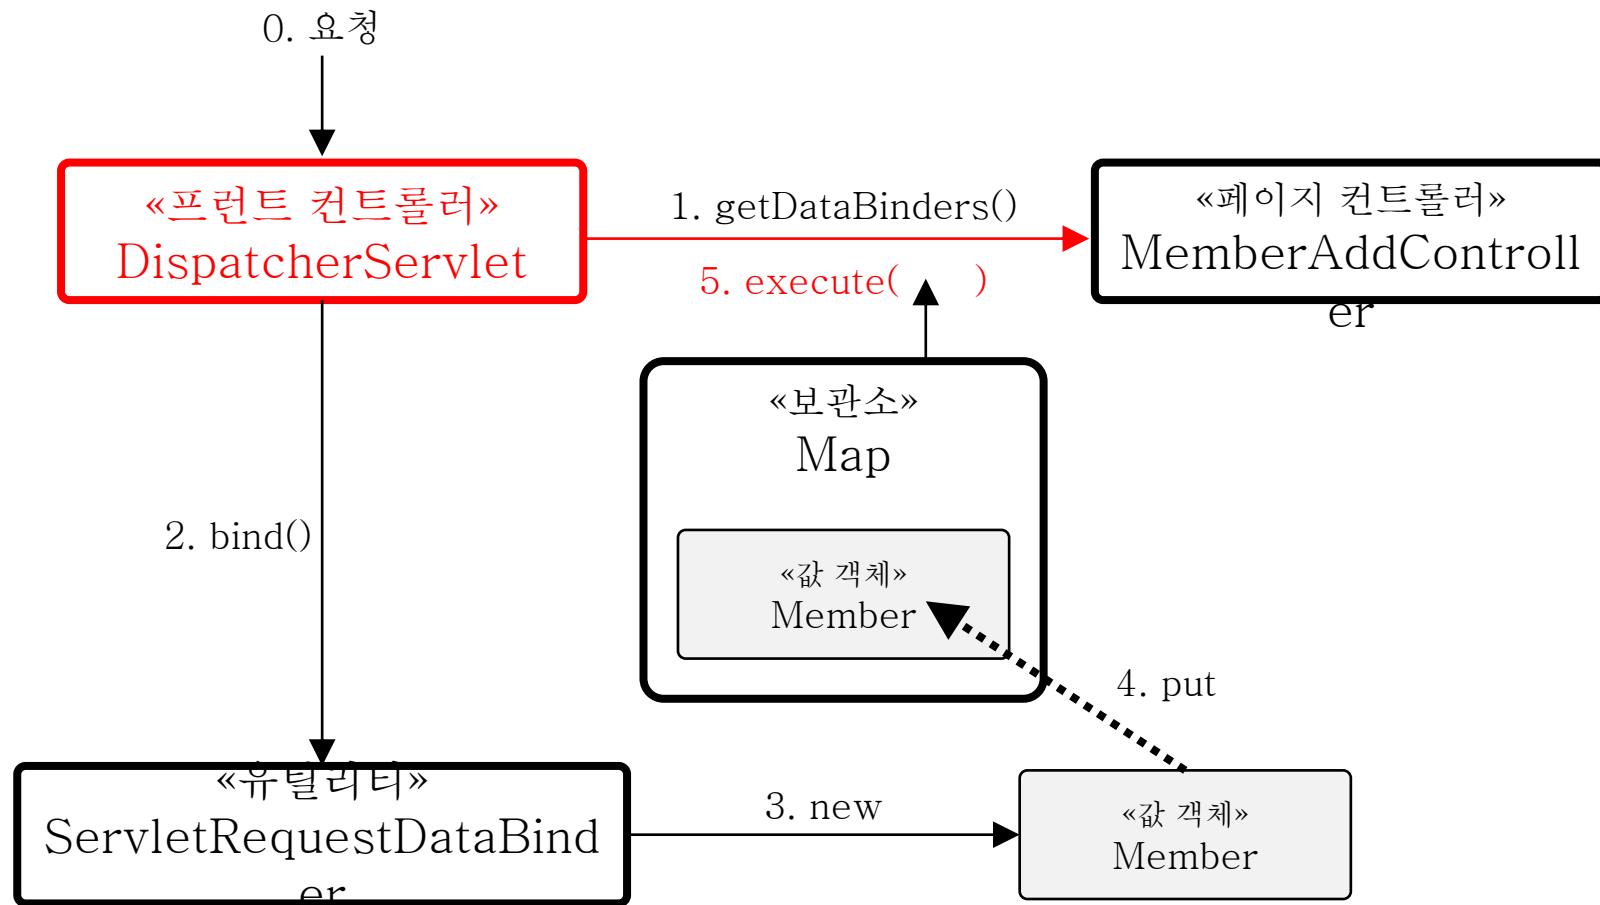 0. 요청
«프런트 컨트롤러»
DispatcherServlet
1. getDataBinders()
5. execute( )
«페이지 컨트롤러»
MemberAddControll
er
«보관소»
Map
«값 객체»
Member
2. bind()
4. put
«유틸리티»
ServletRequestDataBind
er
3. new
«값 객체»
Member